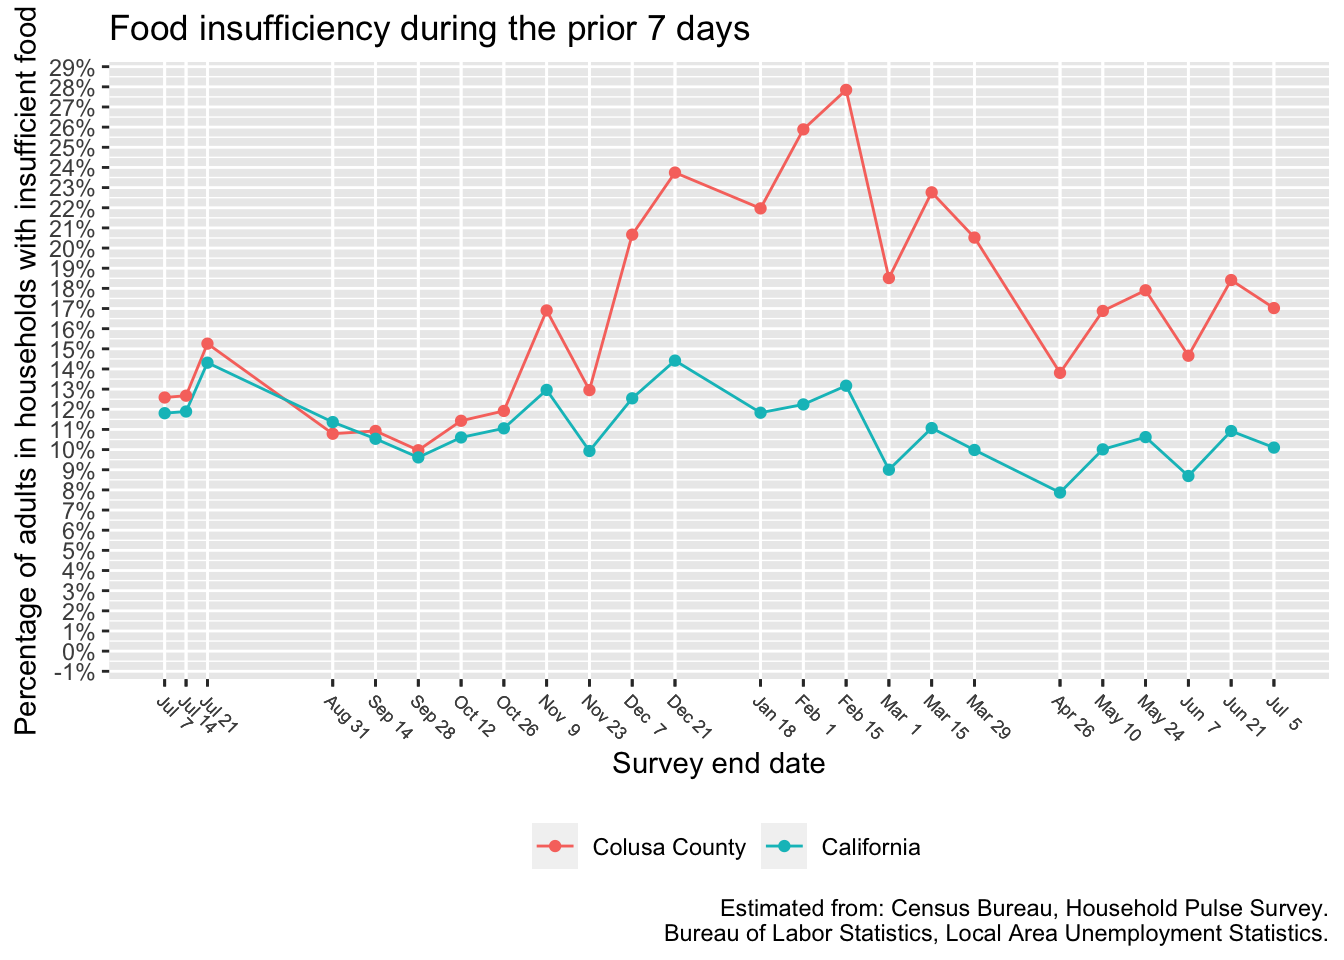 Food insufficiency during the prior 7 days
Percentage of adults in households with insufficient food
29%
28%
27%
26%
25%
24%
23%
22%
21%
20%
19%
18%
17%
16%
15%
14%
13%
12%
11%
10%
9%
8%
7%
6%
5%
4%
3%
2%
1%
0%
-1%
Jul 7
Jul 14
Jul 21
Aug 31
Sep 14
Sep 28
Oct 12
Oct 26
Nov 9
Nov 23
Dec 7
Dec 21
Jan 18
Feb 1
Feb 15
Mar 1
Mar 15
Mar 29
Apr 26
May 10
May 24
Jun 7
Jun 21
Jul 5
Survey end date
Colusa County
California
Estimated from: Census Bureau, Household Pulse Survey.
Bureau of Labor Statistics, Local Area Unemployment Statistics.